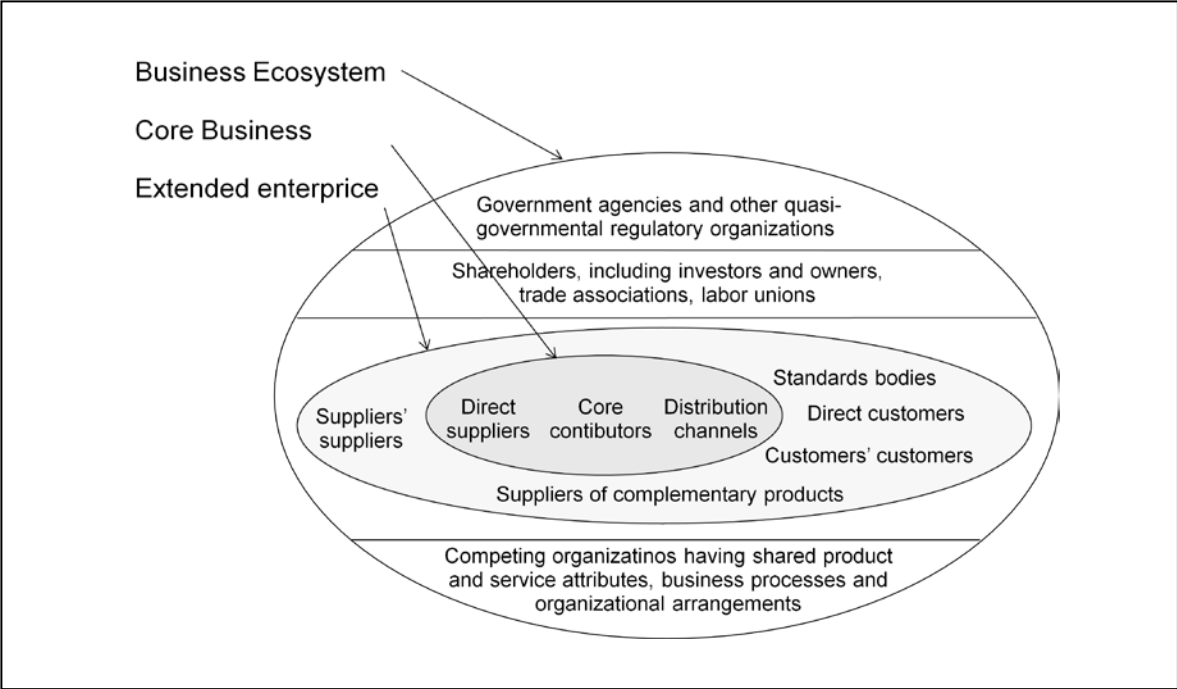 Business Ecosystem
Core Business
Extended enterprice
Government agencies and other quasi-
governmental regulatory organizations
Shareholders, including investors and owners,
trade associations, labor unions
Suppliers'
suppliers
Direct
suppliers
Core
contibutors
Distribution
channels
Standards bodies
Direct customers
Customers' customers
Suppliers of complementary products
Competing organizatinos having shared product
and service attributes, business processes and
organizational arrangements